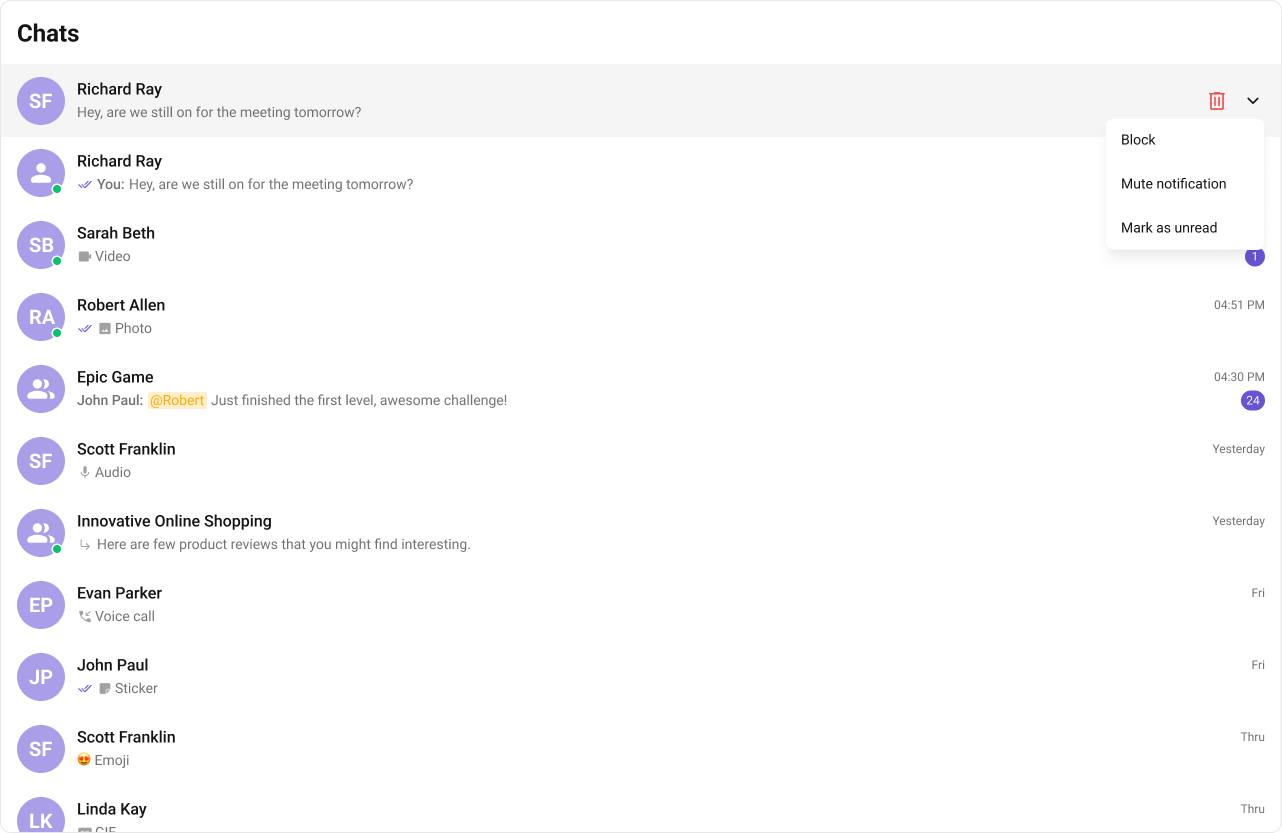 Chats
SF
Richard Ray
Hey, are we still on for the meeting tomorrow?
Block
Mute notification
Mark as unread
Richard Ray
You: Hey, are we still on for the meeting tomorrow?
SB
Sarah Beth
Video
1
RA
Robert Allen
04:51 PM
Photo
Epic Game
04:30 PM
John Paul: @Robert Just finished the first level, awesome challenge!
24
SF
Scott Franklin
Yesterday
Audio
Innovative Online Shopping
Yesterday
Here are few product reviews that you might find interesting.
EP
Evan Parker
Fri
Voice call
JP
John Paul
Fri
Sticker
SF
Scott Franklin
Thru
Emoji
LK
Linda Kay
Thru
GIF